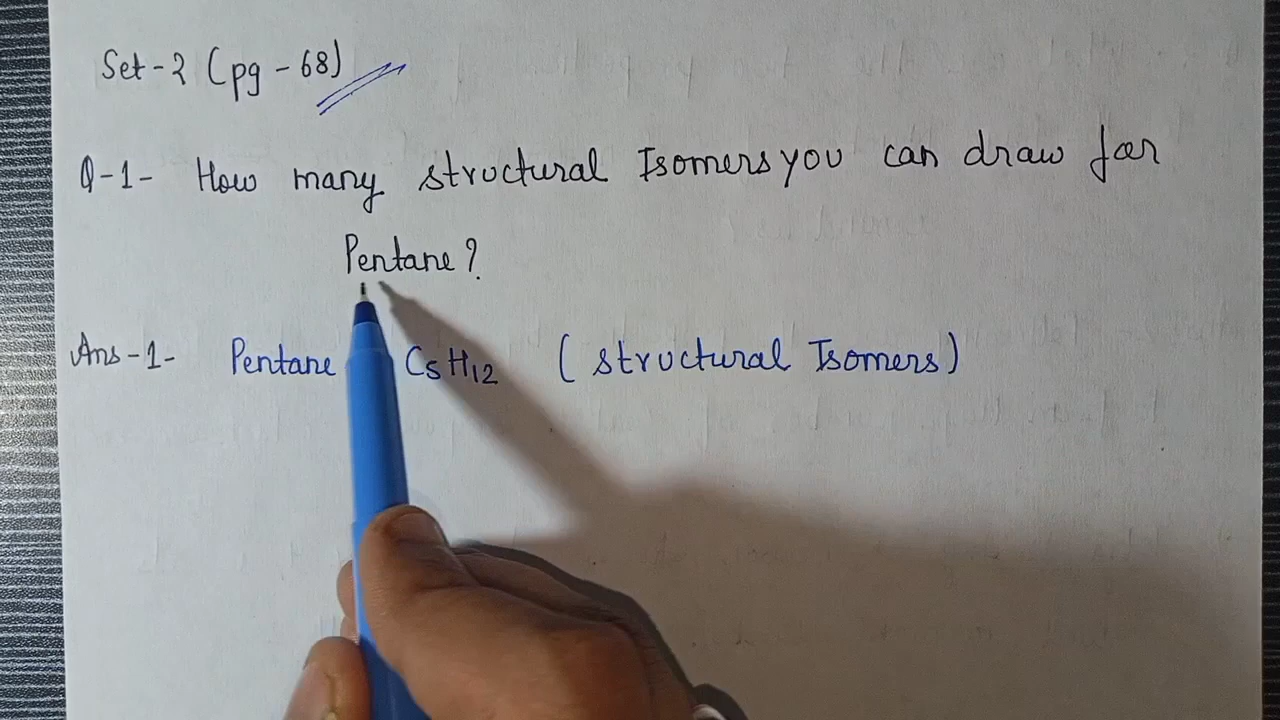 Set-2 (pg-68)
Q-1- How many structural Isomers you can draw for
Pentane?
Ans-1- Pentane C5H12 (structural Isomers)